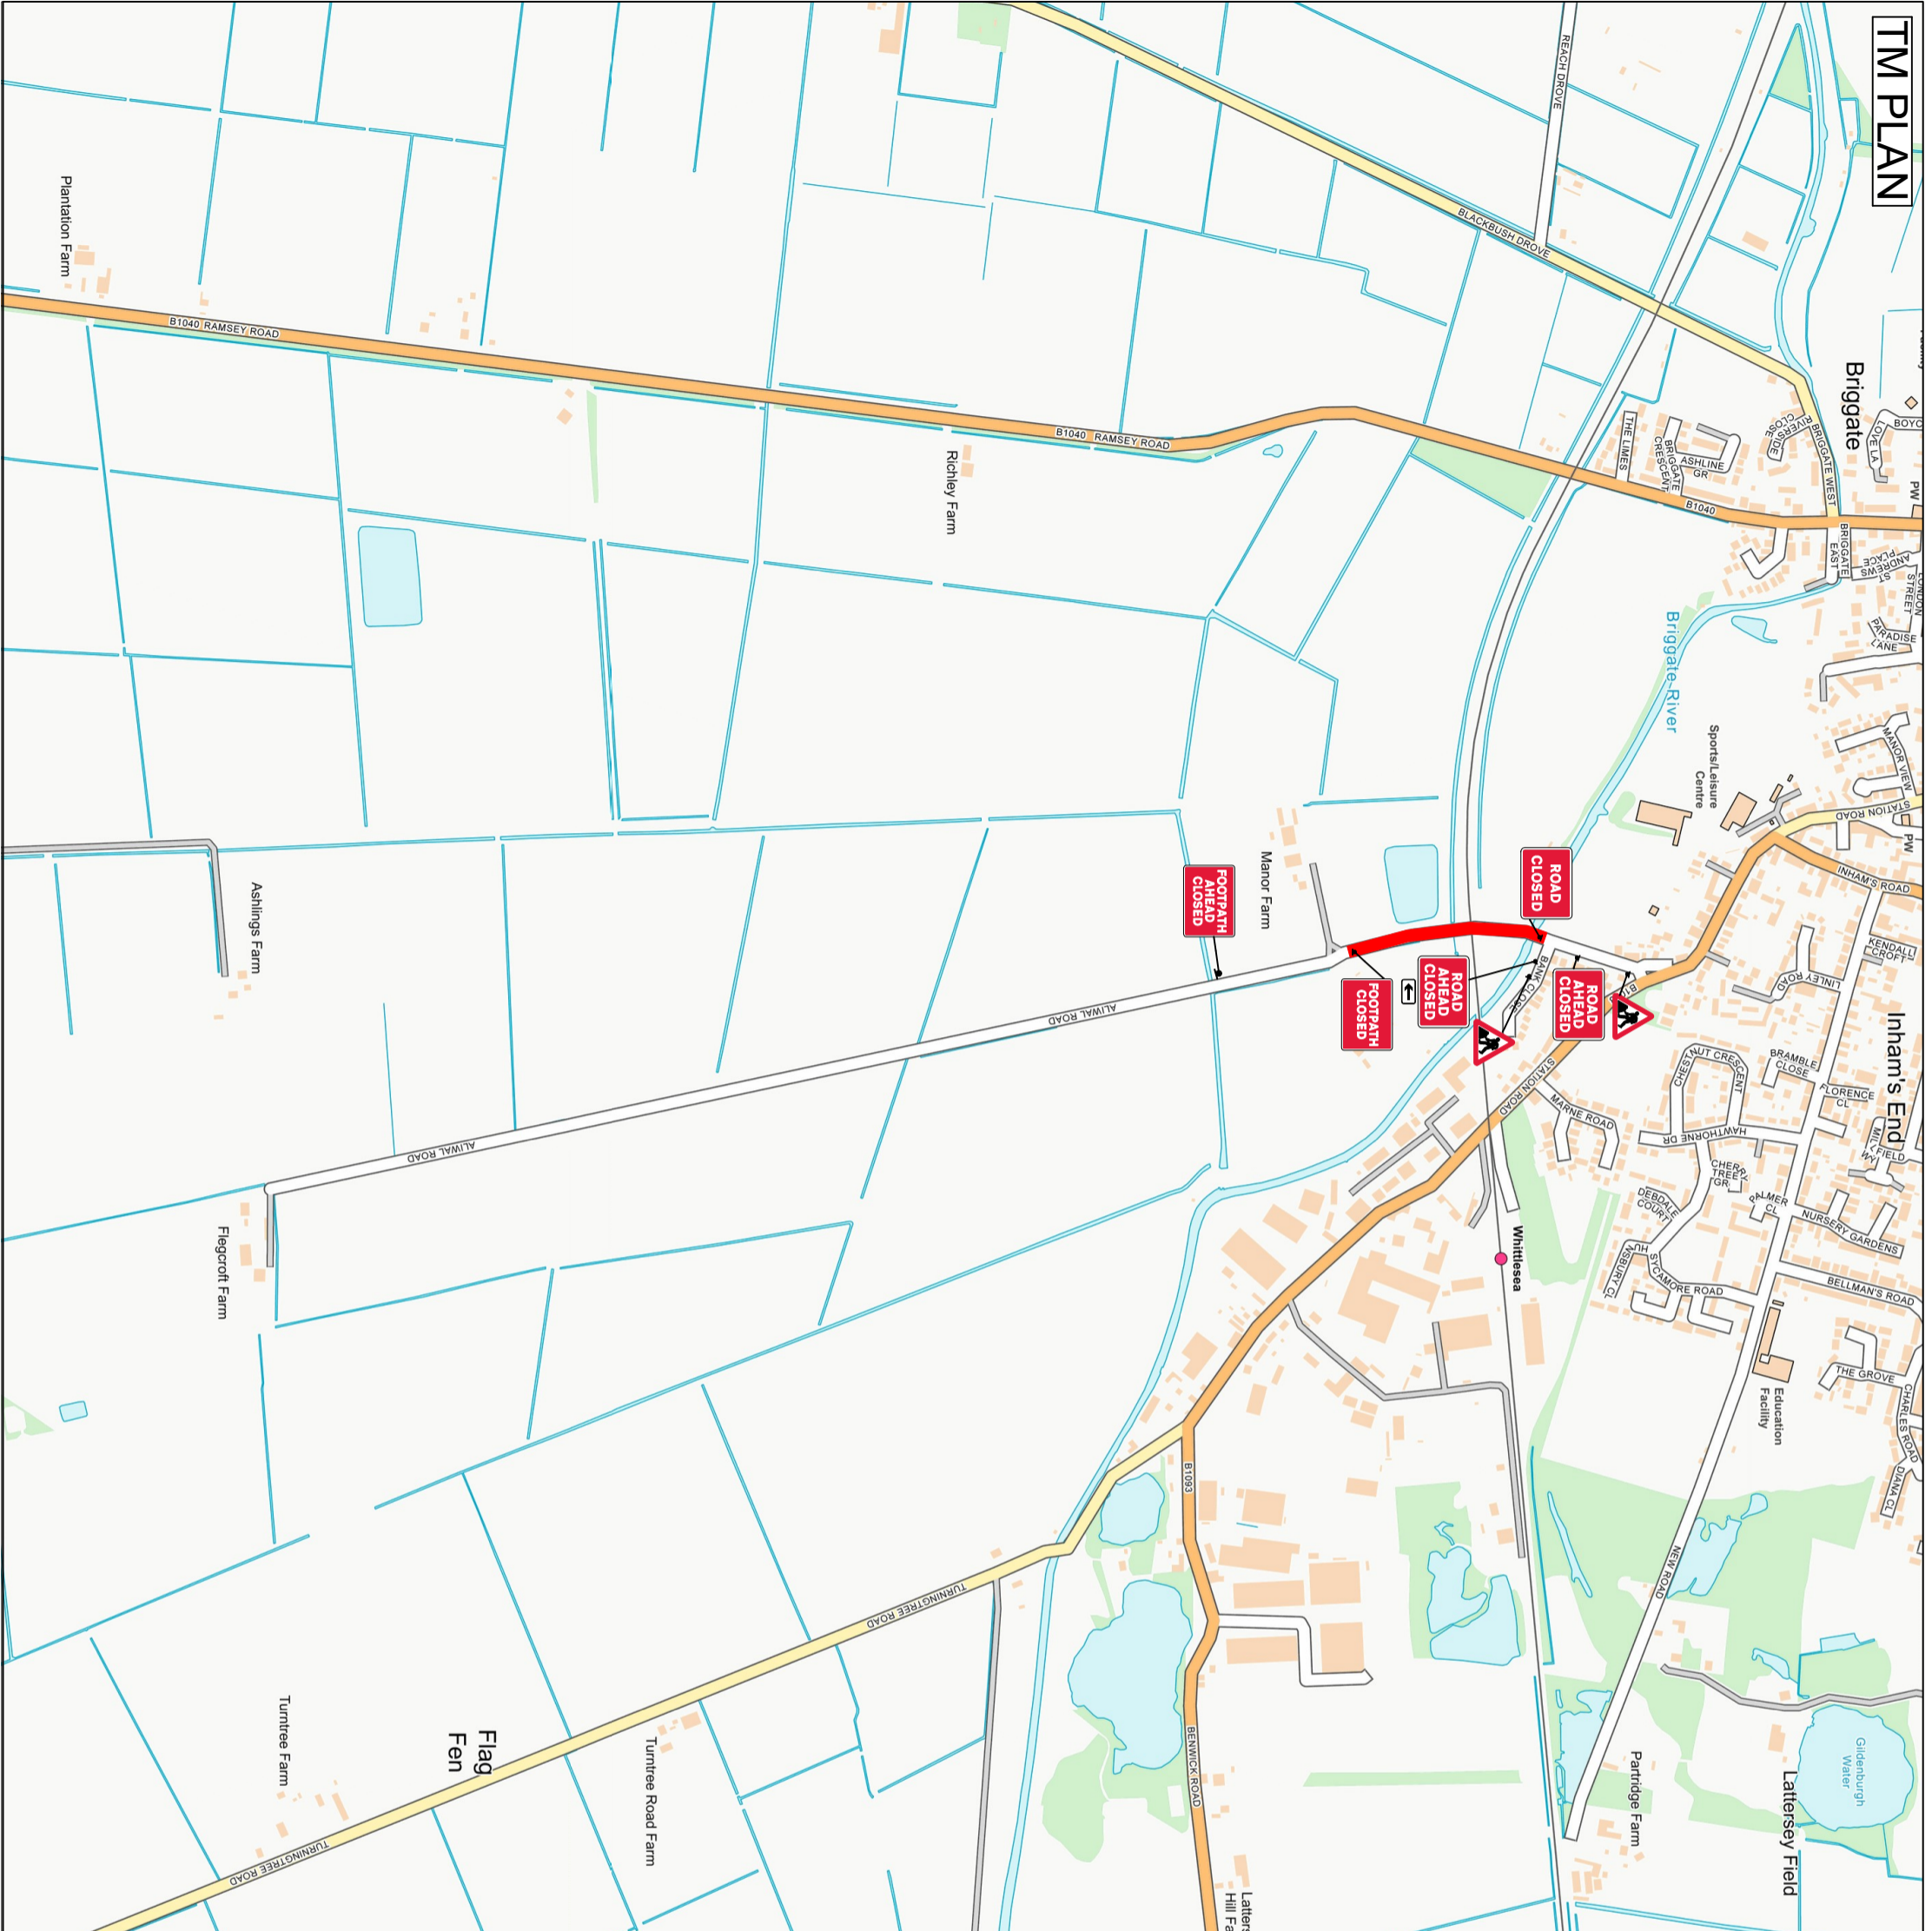 TM PLAN
REACH DROVE
BLACKBUSH DROVE
Briggate
LOVE LA
BOYC
PW
RIVERSIDE
CLOSE
BRIGGATE WEST
THE LIMES
BRIGGATE
CRESCENT
ASHLINE
GR
B1040
BRIGGATE
EAST
ST
ANDREWS
PLACE
STREET
PARADISE
LANE
Briggate River
Plantation Farm
B1040 RAMSEY ROAD
Richley Farm
B1040 RAMSEY ROAD
MANOR VIEW
STATION ROAD
PW
Sports/Leisure
Centre
INHAM'S ROAD
KENDALL
CROFT
LINLEY ROAD
Inham's End
Manor Farm
ROAD
CLOSED
FOOTPATH
AHEAD
CLOSED
ROAD
AHEAD
CLOSED
ROAD
AHEAD
CLOSED
FOOTPATH
CLOSED
BANK CLOSE
ALIWAL ROAD
ALIWAL ROAD
Ashlings Farm
Flegcroft Farm
STATION ROAD
MARNE ROAD
CHESTNUT CRESCENT
BRAMBLE
CLOSE
FLORENCE
CL
HAWTHORNE DR
CHERRY
TREE
GR
PALMER
CL
DEBDALE
COURT
NURSERY GARDENS
SYCAMORE ROAD
BELLMAN'S ROAD
Whittlesea
Education
Facility
THE GROVE
CHARLES ROAD
DIANA CL
NEW ROAD
B1093
BENWICK ROAD
TURNINGTREE ROAD
TURNINGTREE ROAD
Turntree Farm
Flag
Fen
Turntree Road Farm
Partridge Farm
Lattersey Field
Gildenburgh
Water
Latters
Hill Fa